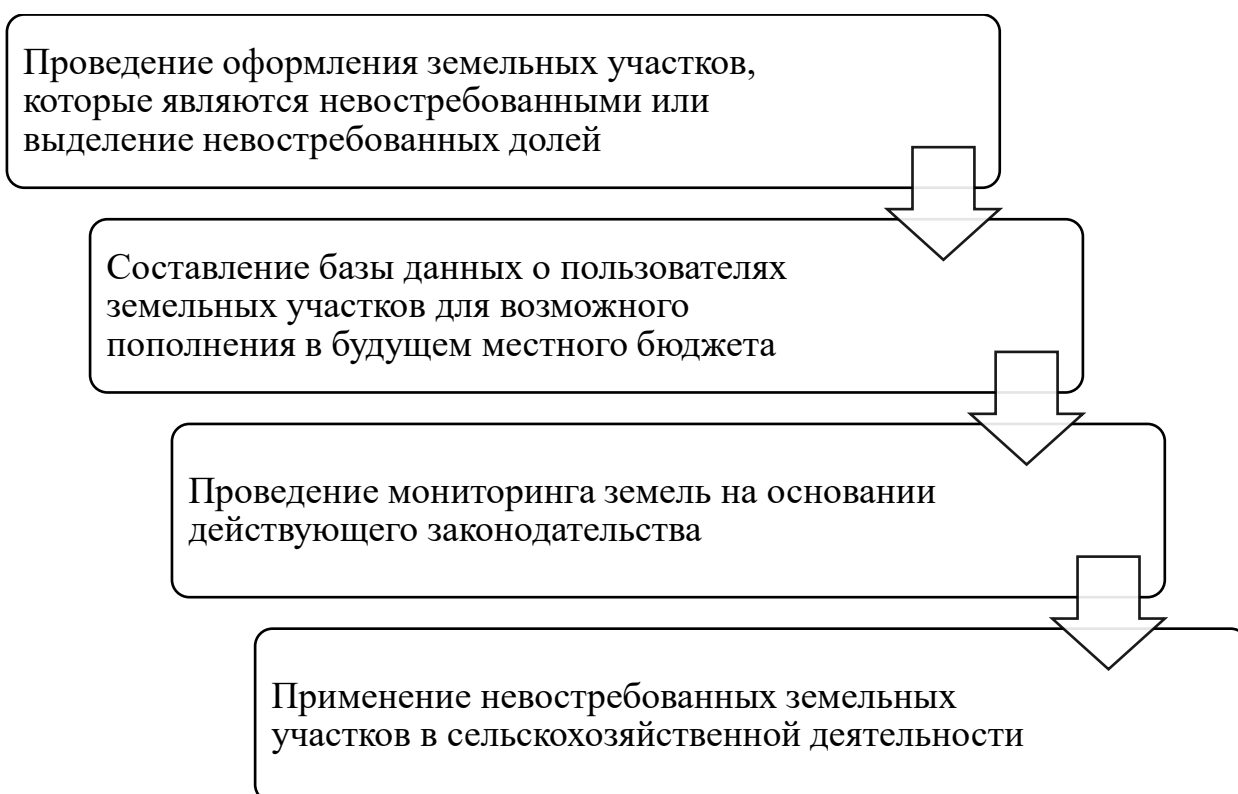 Проведение оформления земельных участков,
которые являются невостребованными или
выделение невостребованных долей
Составление базы данных о пользователях
земельных участков для возможного
пополнения в будущем местного бюджета
Проведение мониторинга земель на основании
действующего законодательства
Применение невостребованных земельных
участков в сельскохозяйственной деятельности